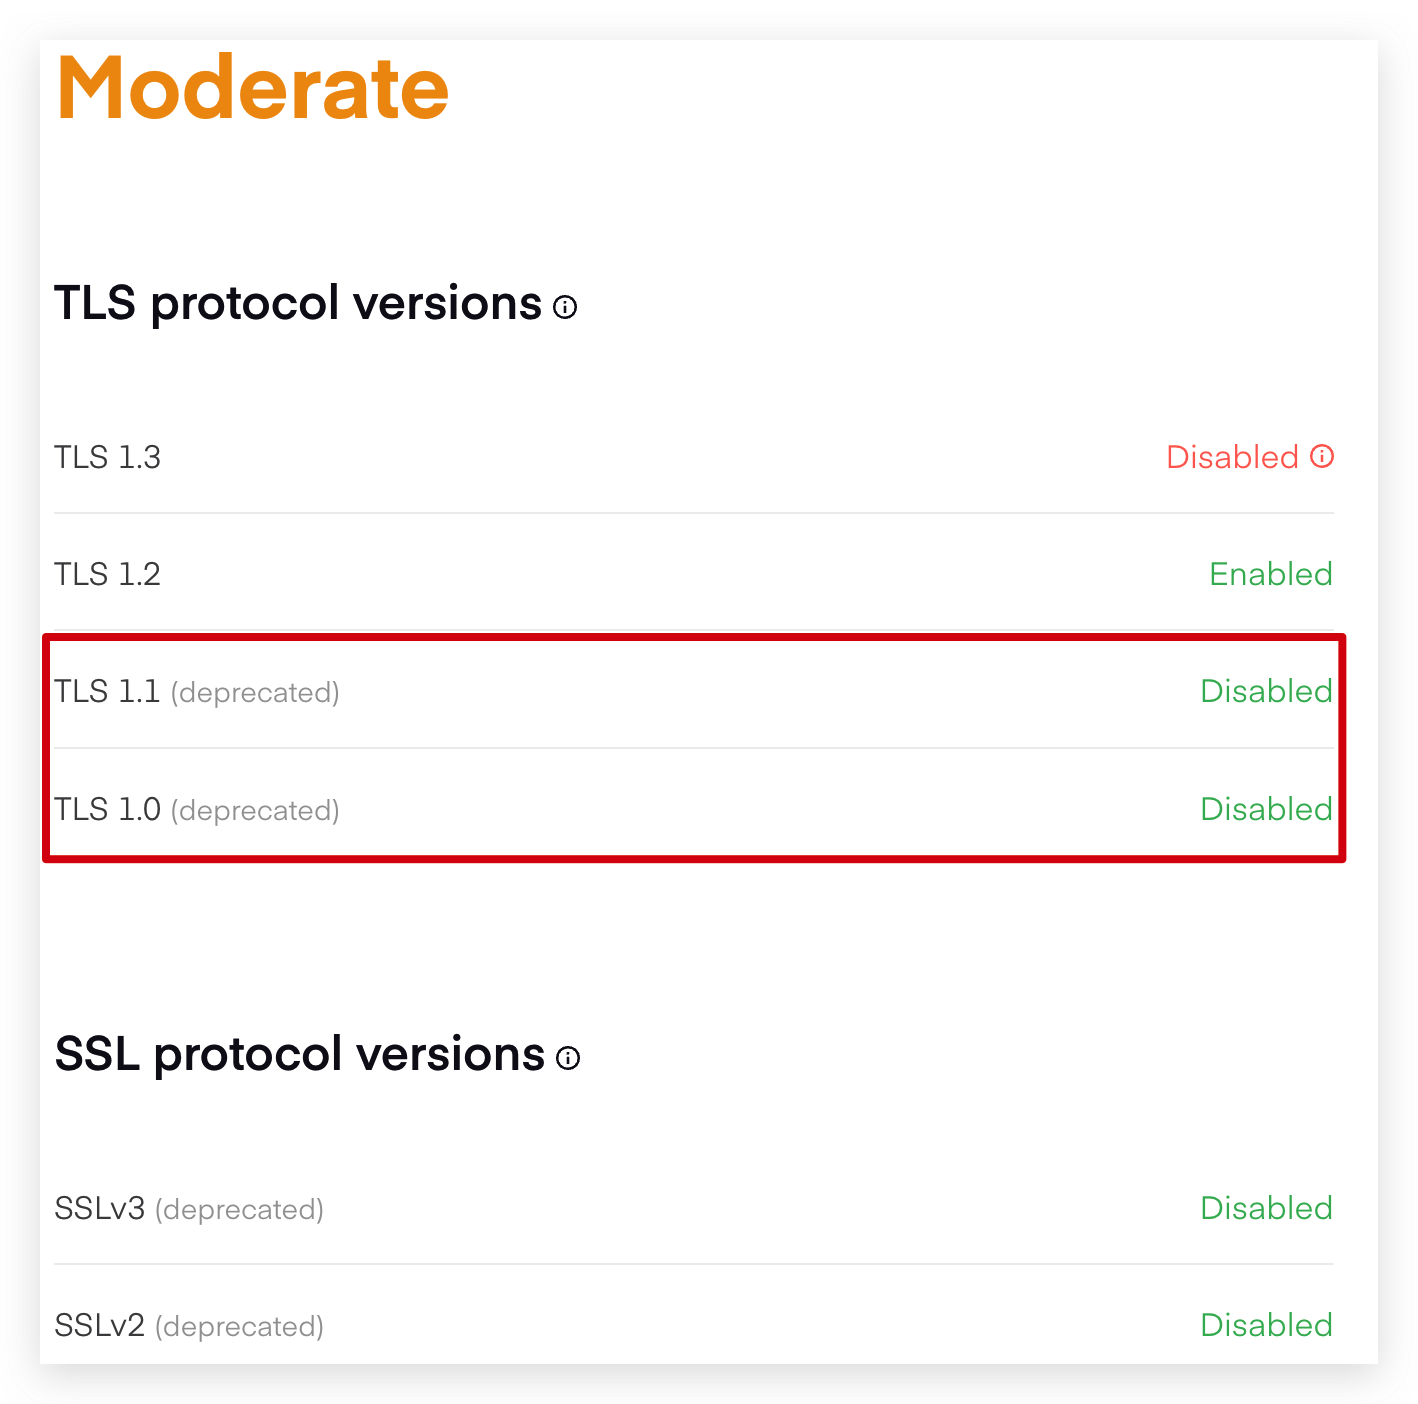 Moderate
TLS protocol versions
TLS 1.3 Disabled
TLS 1.2 Enabled
TLS 1.1 (deprecated) Disabled
TLS 1.0 (deprecated) Disabled
SSL protocol versions
SSLv3 (deprecated) Disabled
SSLv2 (deprecated) Disabled